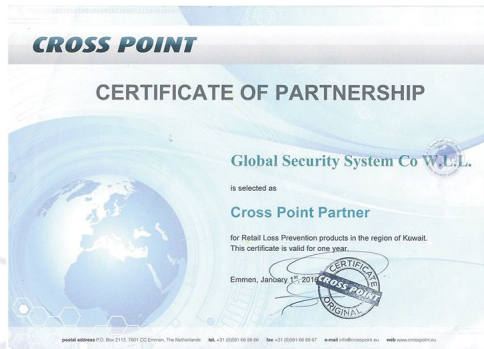 CROSS POINT
CERTIFICATE OF PARTNERSHIP
Global Security System Co W.L.L.
is selected as
Cross Point Partner
for Retail Loss Prevention products in the region of Kuwait.
This certificate is valid for one year.
Emmen, January 1st, 2016
CERTIFICATE
CROSS POINT
ORIGINAL
postal address P.O. Box 2112, 7801 CC Emmen, The Netherlands tel. +31 (0)591 66 88 66 fax +31 (0)591 66 88 67 e-mail info@crosspoint.eu web www.crosspoint.eu